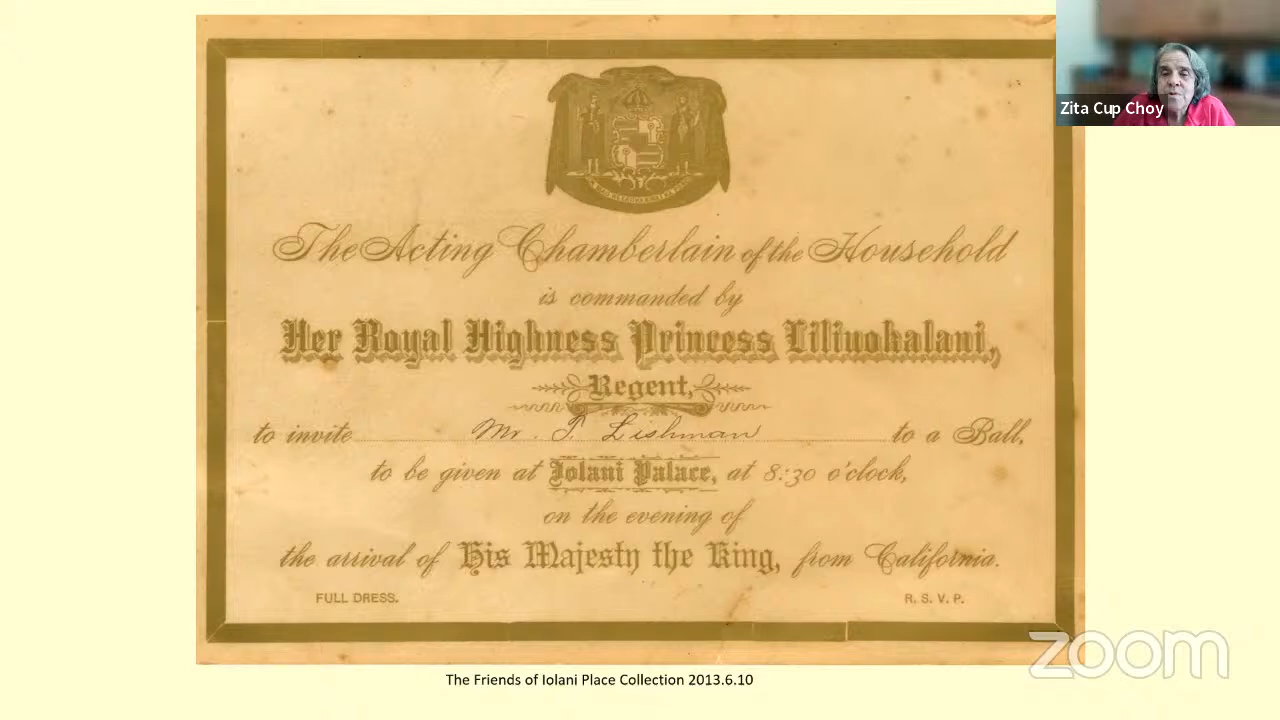 Zita Cup Choy
The Acting Chamberlain of the Household
is commanded by
Her Royal Highness Princess Liliuokalani,
Regent,
to invite Mr. T. Lishman to a Ball,
to be given at Iolani Palace, at 8:30 o'clock,
on the evening of
the arrival of His Majesty the King, from California.
FULL DRESS. R. S. V. P.
The Friends of Iolani Place Collection 2013.6.10
zoom